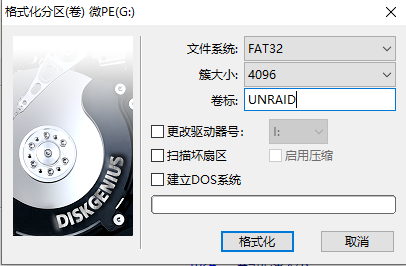 格式化分区(卷) 微PE(G:)
文件系统: FAT32
簇大小: 4096
卷标: UNRAID
更改驱动器号: I:
扫描坏扇区 启用压缩
建立DOS系统
DISKGENIUS
格式化 取消